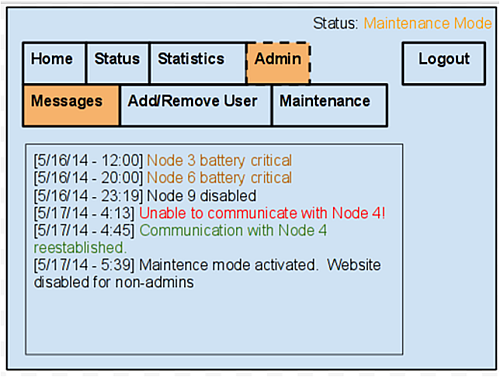 Status: Maintenance Mode
Home Status Statistics Admin Logout
Messages Add/Remove User Maintenance
[5/16/14 - 12:00] Node 3 battery critical
[5/16/14 - 20:00] Node 6 battery critical
[5/16/14 - 23:19] Node 9 disabled
[5/17/14 - 4:13] Unable to communicate with Node 4!
[5/17/14 - 4:45] Communication with Node 4
reestablished.
[5/17/14 - 5:39] Maintence mode activated.  Website
disabled for non-admins